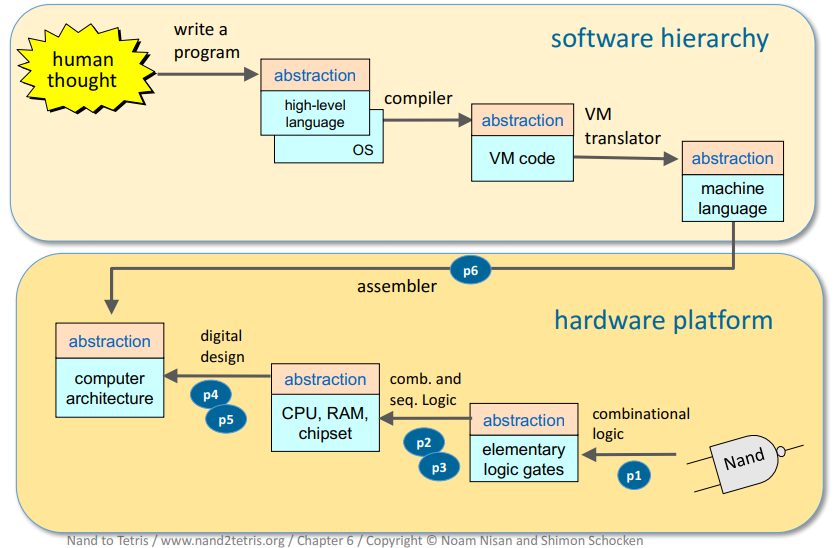 software hierarchy
human
thought
write a
program
abstraction
high-level
language
OS
compiler
abstraction
VM code
VM
translator
abstraction
machine
language
p6
assembler
hardware platform
abstraction
computer
architecture
digital
design
p4
p5
abstraction
CPU, RAM,
chipset
comb. and
seq. Logic
p2
p3
abstraction
elementary
logic gates
combinational
logic
p1
Nand
Nand to Tetris / www.nand2tetris.org / Chapter 6 / Copyright © Noam Nisan and Shimon Schocken